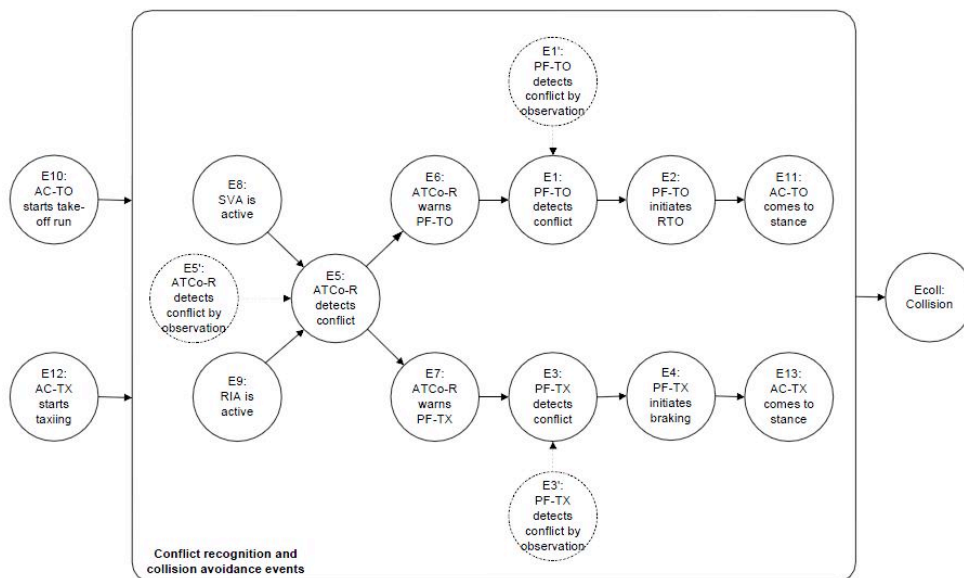 E1':
PF-TO
detects
conflict by
observation
E10:
AC-TO
starts take-
off run
E8:
SVA is
active
E6:
ATCo-R
warns
PF-TO
E1:
PF-TO
detects
conflict
E2:
PF-TO
initiates
RTO
E11:
AC-TO
comes to
stance
E5':
ATCo-R
detects
conflict by
observation
E5:
ATCo-R
detects
conflict
Ecoll:
Collision
E12:
AC-TX
starts
taxiing
E9:
RIA is
active
E7:
ATCo-R
warns
PF-TX
E3:
PF-TX
detects
conflict
E4:
PF-TX
initiates
braking
E13:
AC-TX
comes to
stance
E3':
PF-TX
detects
conflict by
observation
Conflict recognition and
collision avoidance events